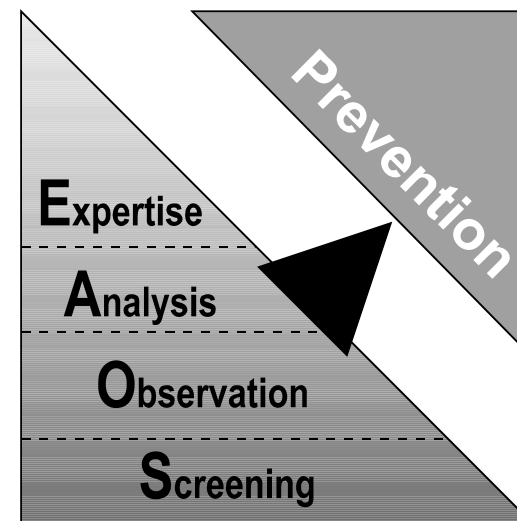 Prevention
Expertise
Analysis
Observation
Screening